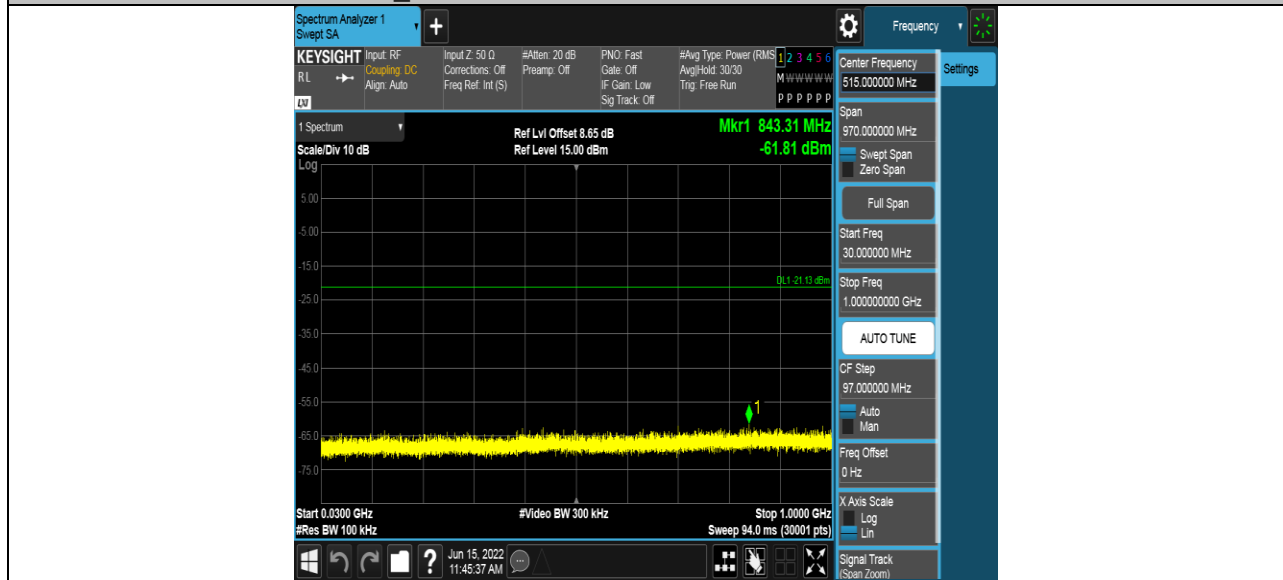 Spectrum Analyzer 1
Swept SA
+
Frequency
KEYSIGHT
RL
LXI
Input: RF
Coupling: DC
Align: Auto
Input Z: 50 Ω
Corrections: Off
Freq Ref: Int (S)
#Atten: 20 dB
Preamp: Off
PNO: Fast
Gate: Off
IF Gain: Low
Sig Track: Off
#Avg Type: Power (RMS
Avg|Hold: 30/30
Trig: Free Run
1 2 3 4 5 6
M W W W W W
P P P P P P
1 Spectrum
Scale/Div 10 dB
Log
Ref Lvl Offset 8.65 dB
Ref Level 15.00 dBm
Mkr1 843.31 MHz
-61.81 dBm
5.00
-5.00
-15.0
DL1 -21.13 dBm
-25.0
-35.0
-45.0
-55.0
1
-65.0
-75.0
Start 0.0300 GHz
#Video BW 300 kHz
Stop 1.0000 GHz
#Res BW 100 kHz
Sweep 94.0 ms (30001 pts)
?
Jun 15, 2022
11:45:37 AM
Center Frequency
515.000000 MHz
Settings
Span
970.000000 MHz
Swept Span
Zero Span
Full Span
Start Freq
30.000000 MHz
Stop Freq
1.000000000 GHz
AUTO TUNE
CF Step
97.000000 MHz
Auto
Man
Freq Offset
0 Hz
X Axis Scale
Log
Lin
Signal Track
(Span Zoom)